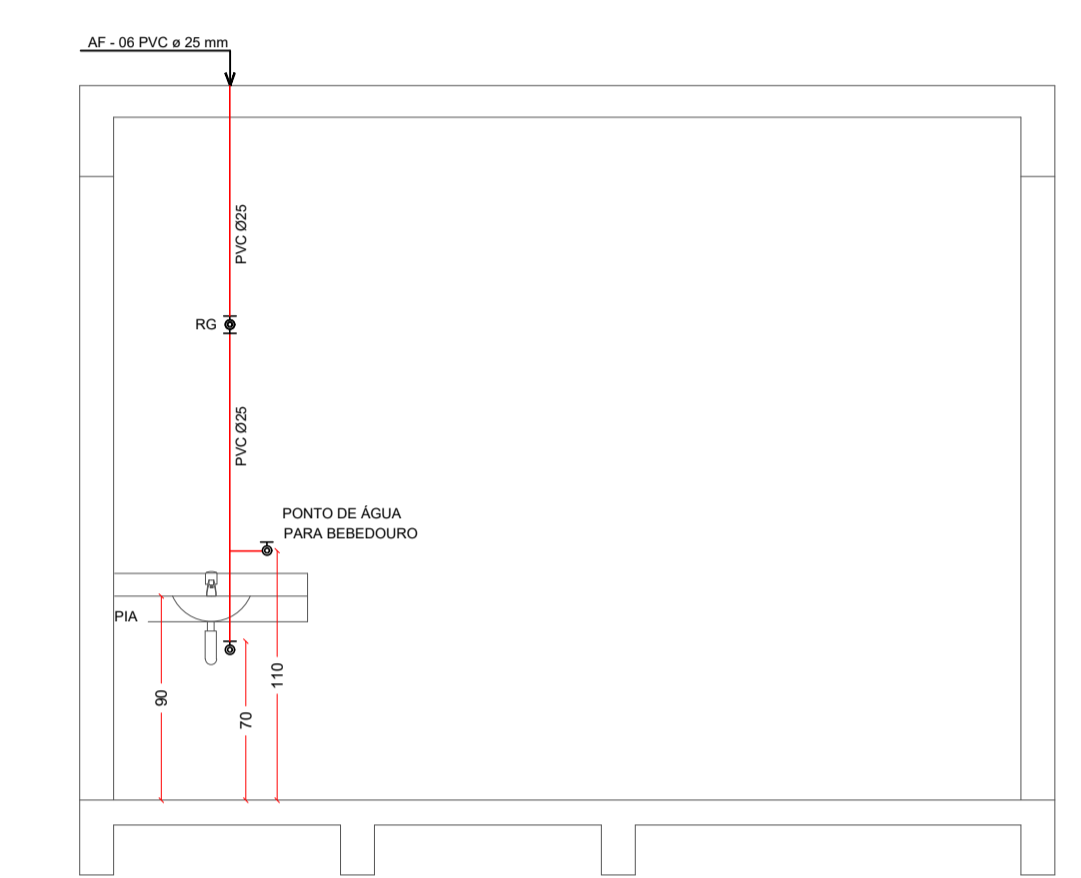 AF - 06 PVC ø 25 mm
PVC Ø25
RG
PVC Ø25
PONTO DE ÁGUA
PARA BEBEDOURO
PIA
90
70
110